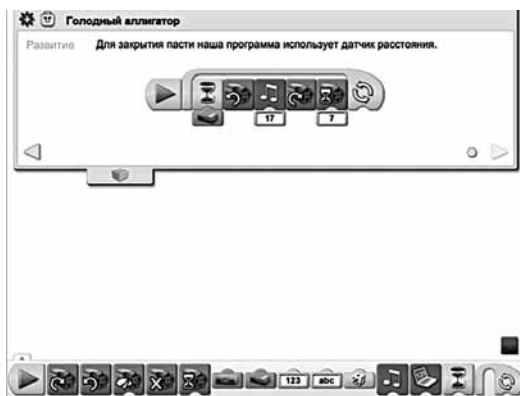 Голодный аллигатор
Развитие Для закрытия пасти наша программа использует датчик расстояния.
17 7
123 abc